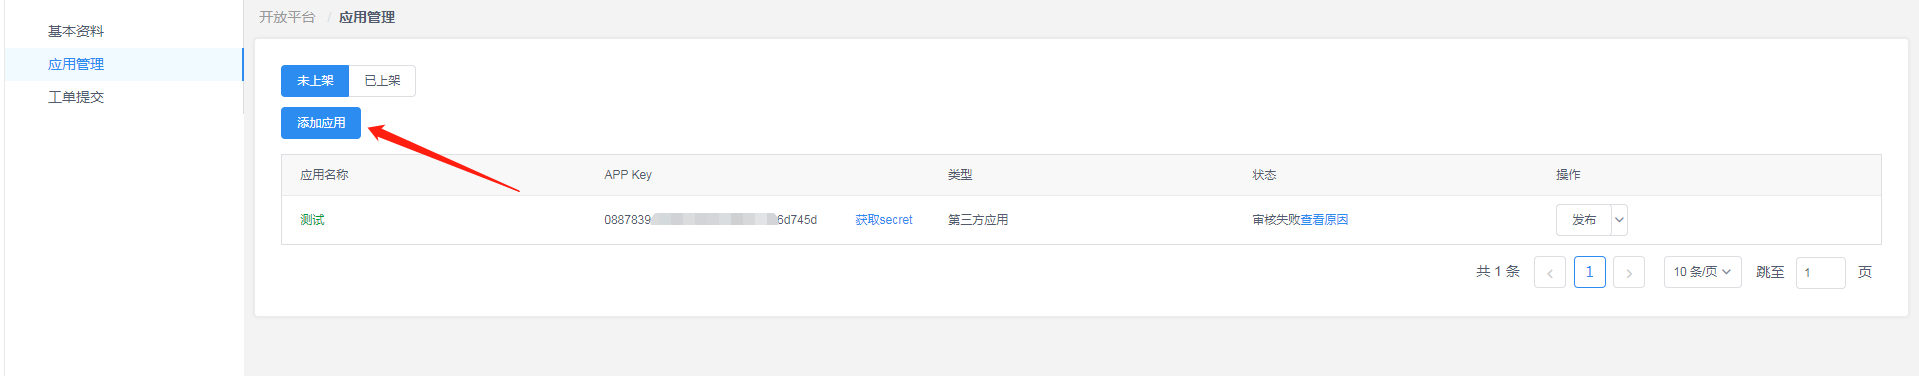 基本资料
应用管理
工单提交
开放平台 / 应用管理
未上架 已上架
添加应用
应用名称 APP Key 类型 状态 操作
测试 0887839 6d745d 获取secret 第三方应用 审核失败查看原因 发布
共 1 条 < 1 > 10 条/页 跳至 1 页